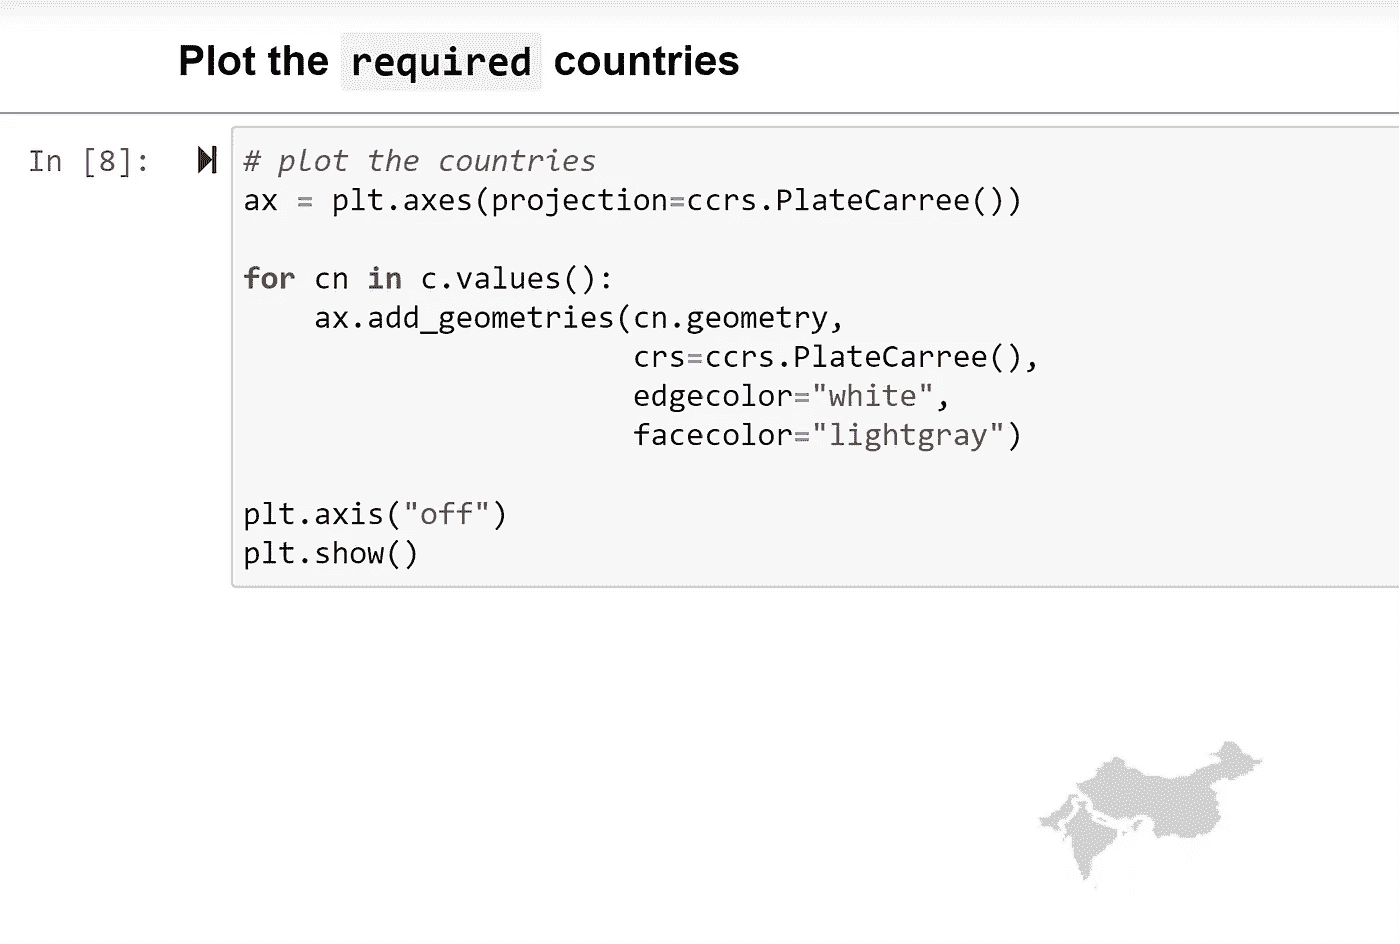 Plot the required countries
In [8]:
# plot the countries
ax = plt.axes(projection=ccrs.PlateCarree())
for cn in c.values():
    ax.add_geometries(cn.geometry,
                      crs=ccrs.PlateCarree(),
                      edgecolor="white",
                      facecolor="lightgray")
plt.axis("off")
plt.show()